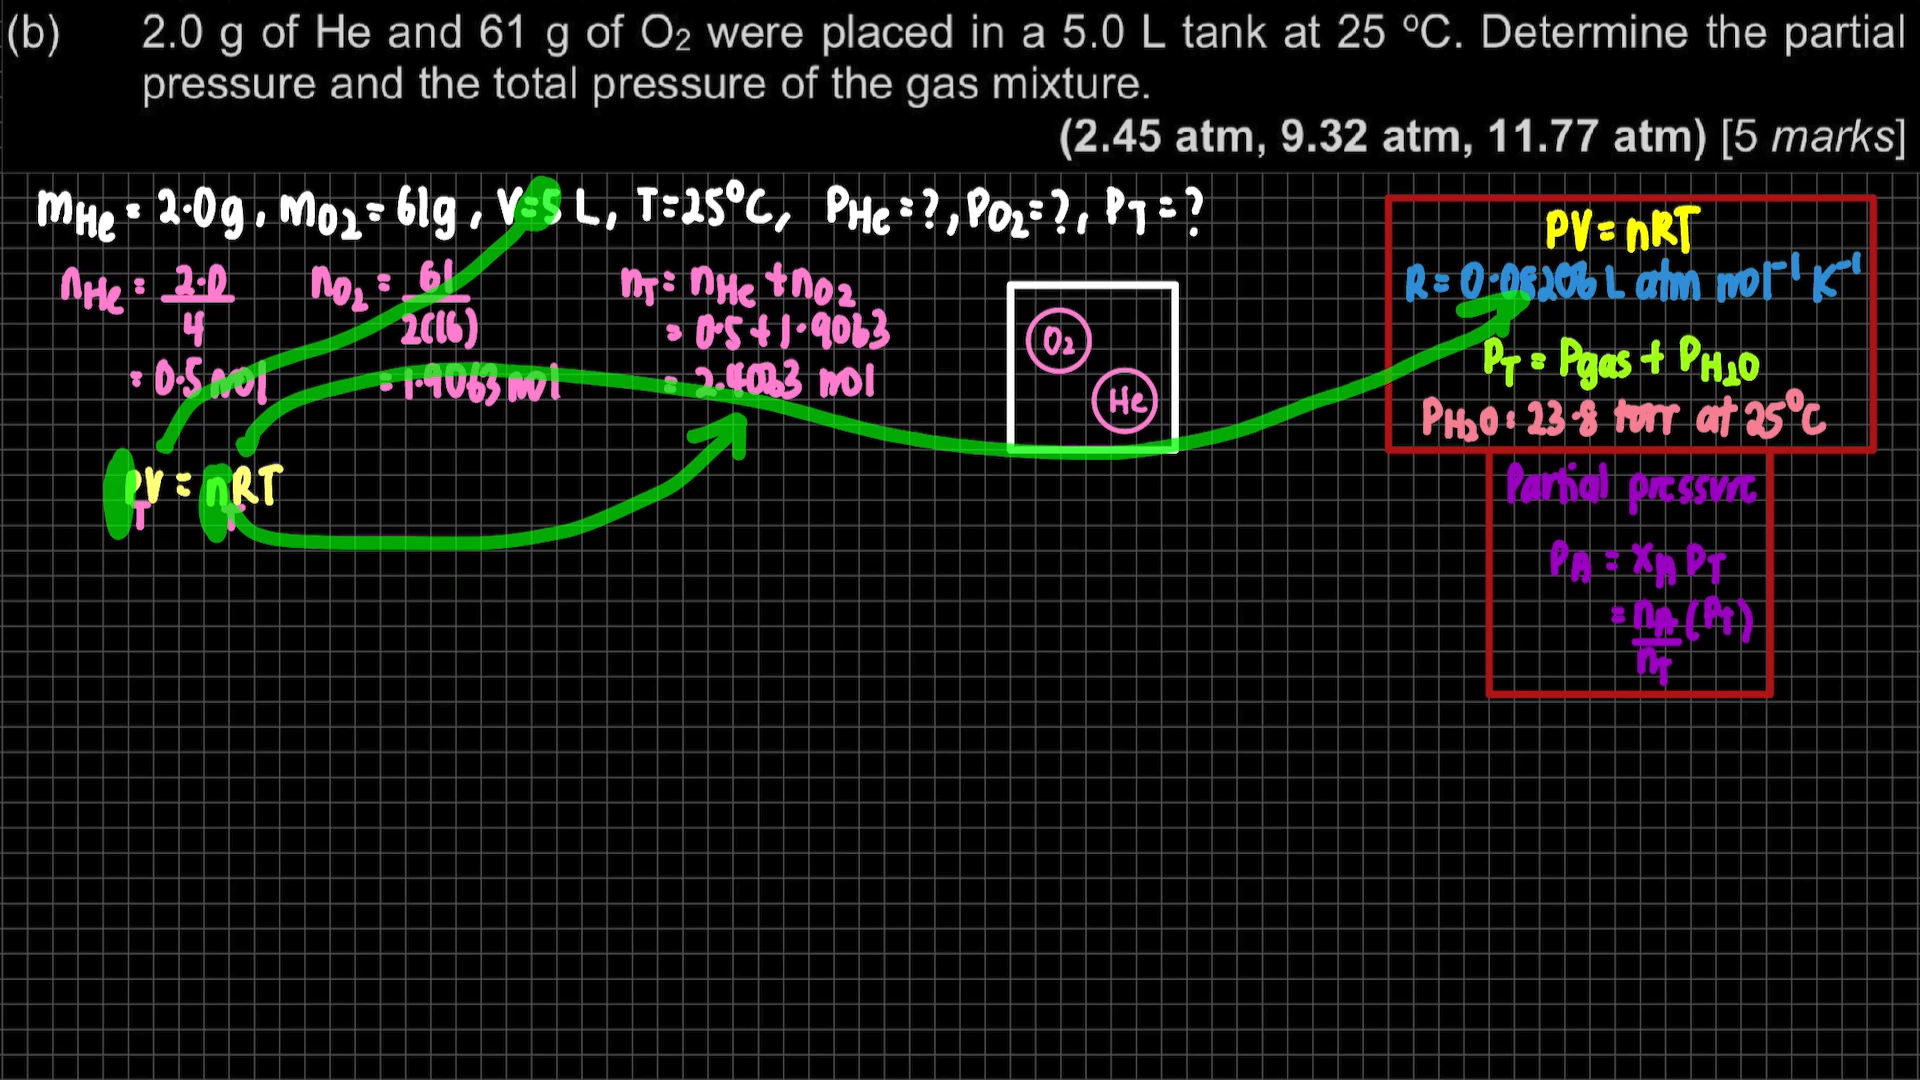 (b) 2.0 g of He and 61 g of O₂ were placed in a 5.0 L tank at 25 ºC. Determine the partial
pressure and the total pressure of the gas mixture.
(2.45 atm, 9.32 atm, 11.77 atm) [5 marks]
mHe = 2.0g, mO₂ = 61g, V=5 L, T=25°C, PHe=?, PO₂=?, PT=?
nHe = 2.0/4
= 0.5 mol
nO₂ = 61/2(16)
= 1.9063 mol
nT = nHe + nO₂
= 0.5 + 1.9063
= 2.4063 mol
O₂
He
PTV = nTRT
PV = nRT
R = 0.08206 L atm mol⁻¹ K⁻¹
PT = Pgas + PH₂O
PH₂O : 23.8 torr at 25°C
Partial pressure
PA = XA PT
= nA/nT (PT)